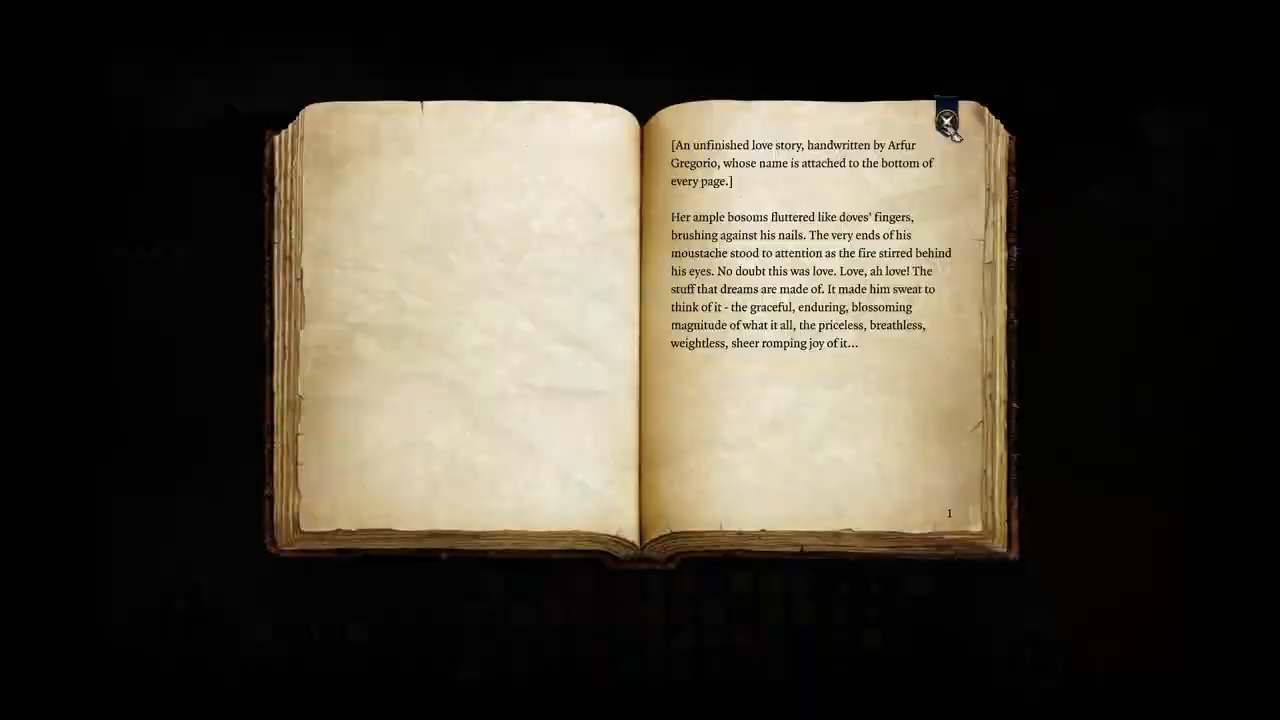 [An unfinished love story, handwritten by Arfur
Gregorio, whose name is attached to the bottom of
every page.]
Her ample bosoms fluttered like doves' fingers,
brushing against his nails. The very ends of his
moustache stood to attention as the fire stirred behind
his eyes. No doubt this was love. Love, ah love! The
stuff that dreams are made of. It made him sweat to
think of it - the graceful, enduring, blossoming
magnitude of what it all, the priceless, breathless,
weightless, sheer romping joy of it...
1